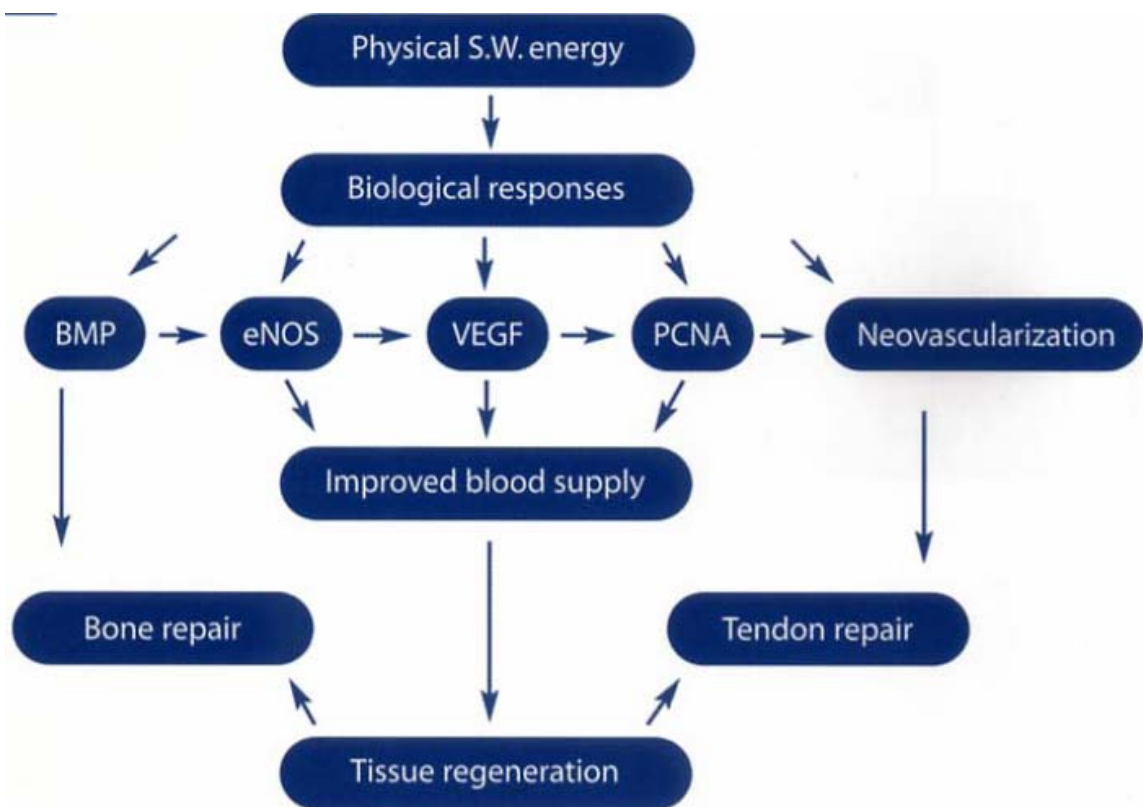 Physical S.W. energy
Biological responses
BMP
eNOS
VEGF
PCNA
Neovascularization
Improved blood supply
Bone repair
Tendon repair
Tissue regeneration